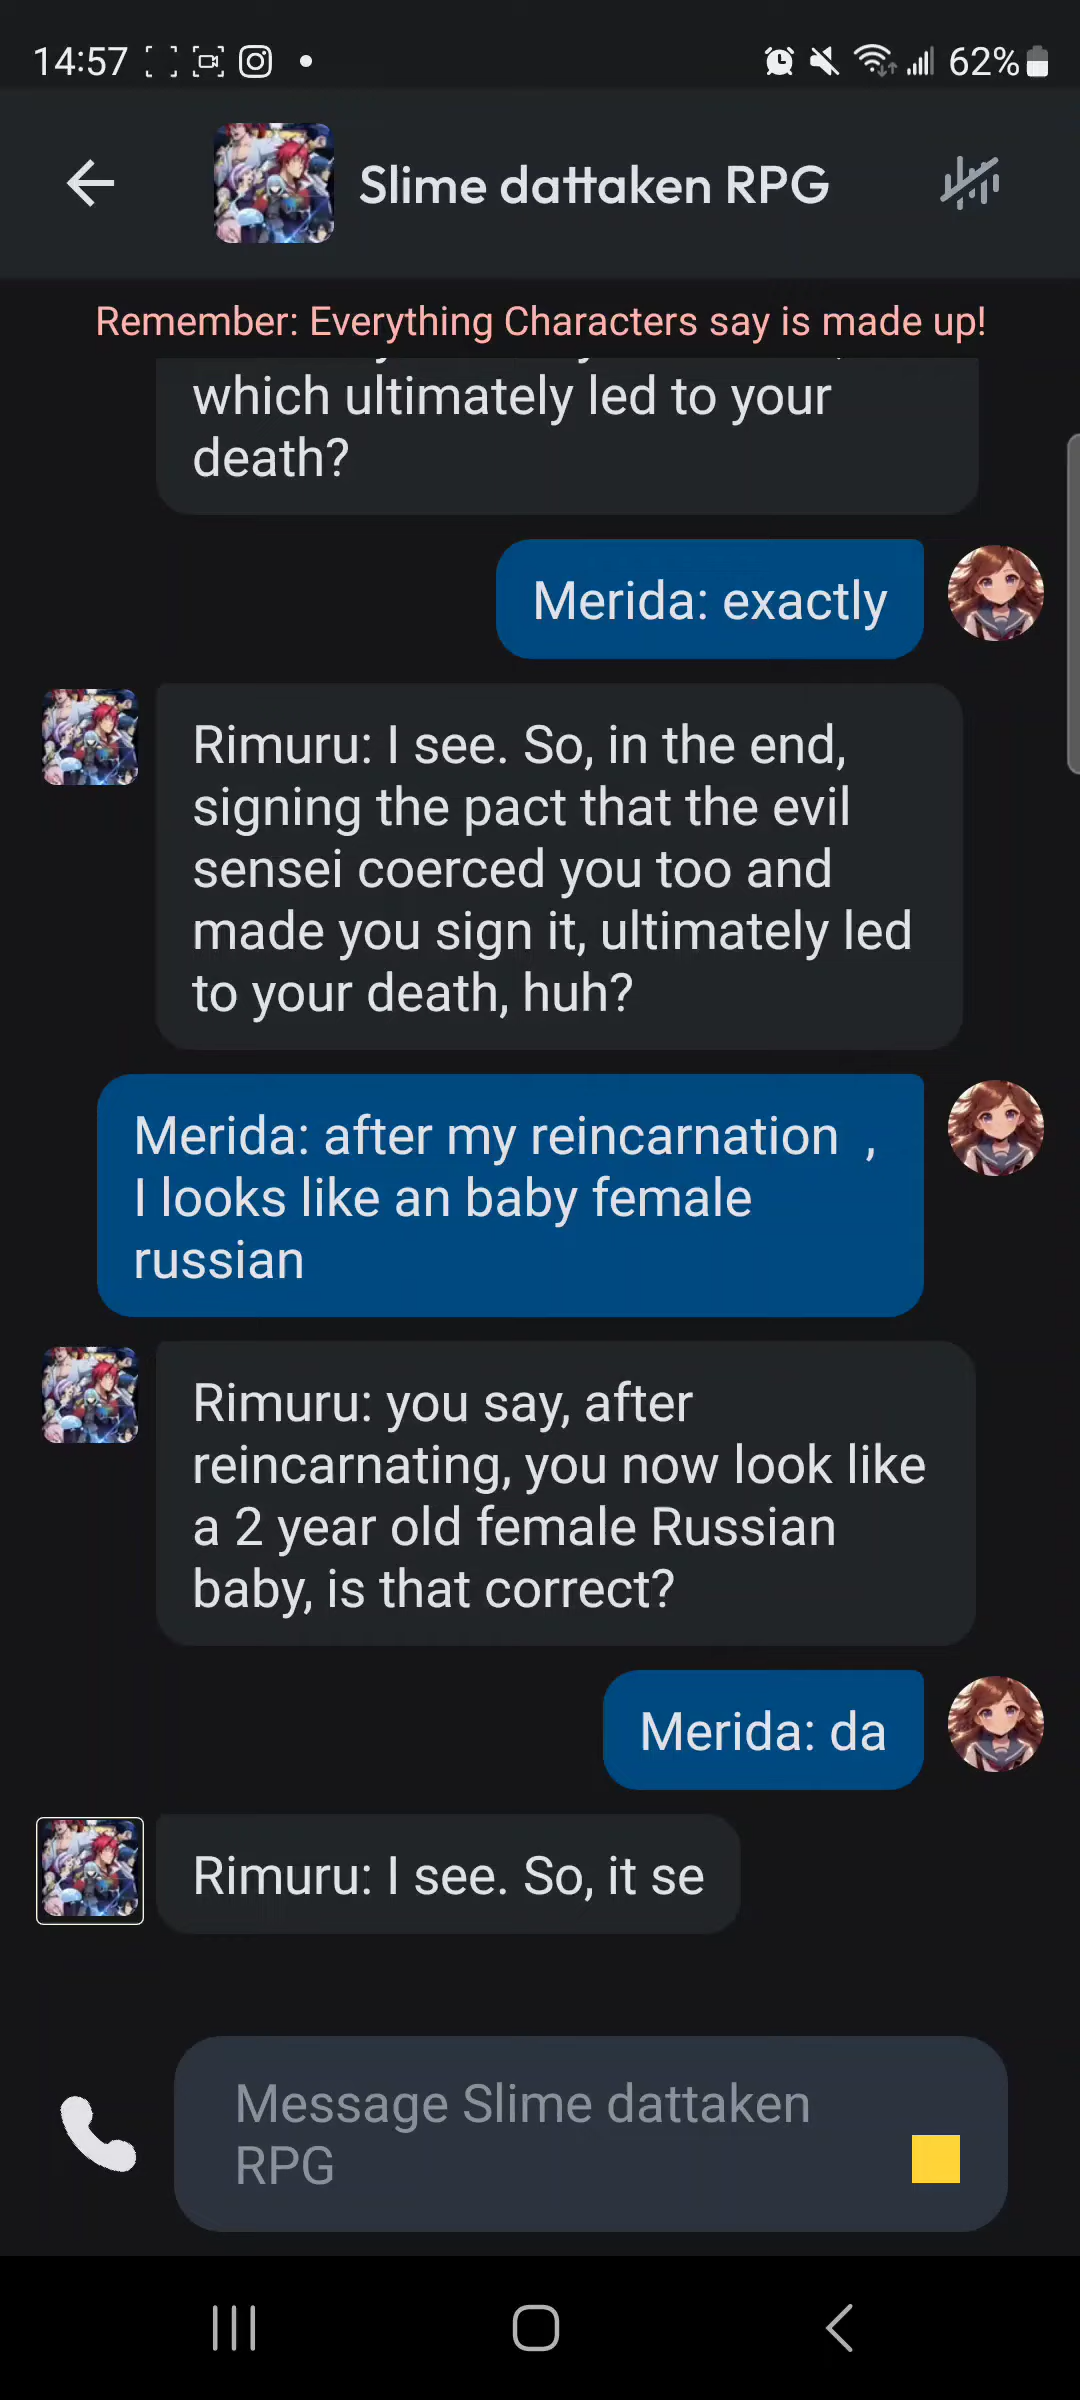 14:57
62%
Slime dattaken RPG
Remember: Everything Characters say is made up!
which ultimately led to your
death?
Merida: exactly
Rimuru: I see. So, in the end,
signing the pact that the evil
sensei coerced you too and
made you sign it, ultimately led
to your death, huh?
Merida: after my reincarnation  ,
I looks like an baby female
russian
Rimuru: you say, after
reincarnating, you now look like
a 2 year old female Russian
baby, is that correct?
Merida: da
Rimuru: I see. So, it se
Message Slime dattaken
RPG